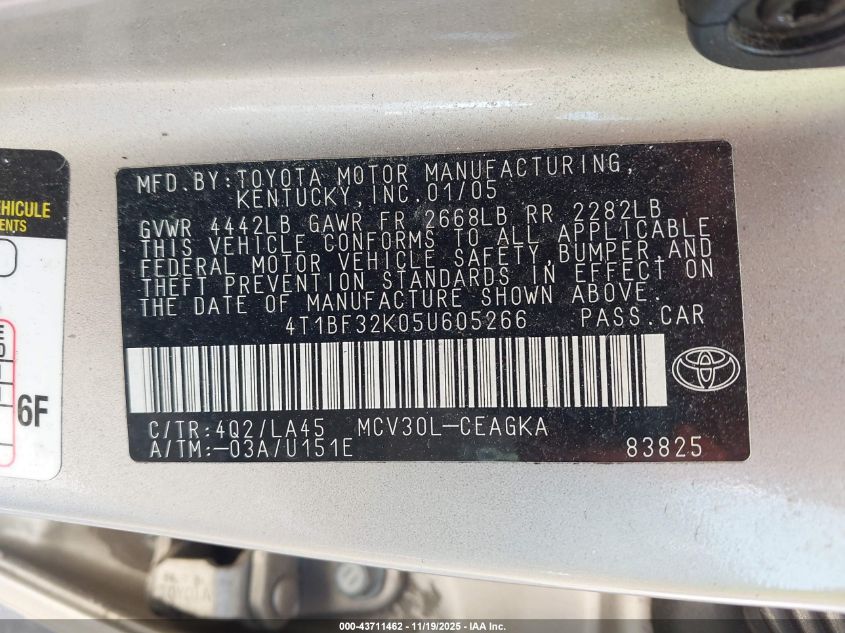 MFD.BY:TOYOTA MOTOR MANUFACTURING,
KENTUCKY,INC.01/05
GVWR 4442LB GAWR FR 2668LB RR 2282LB
THIS VEHICLE CONFORMS TO ALL APPLICABLE
FEDERAL MOTOR VEHICLE SAFETY,BUMPER,AND
THEFT PREVENTION STANDARDS IN EFFECT ON
THE DATE OF MANUFACTURE SHOWN ABOVE.
4T1BF32K05U605266 PASS.CAR
C/TR:4Q2/LA45 MCV30L-CEAGKA
A/TM:-03A/U151E 83825
EHICULE
ENTS
6F
TOYOTA
000-43711462 - 11/19/2025 - IAA Inc.